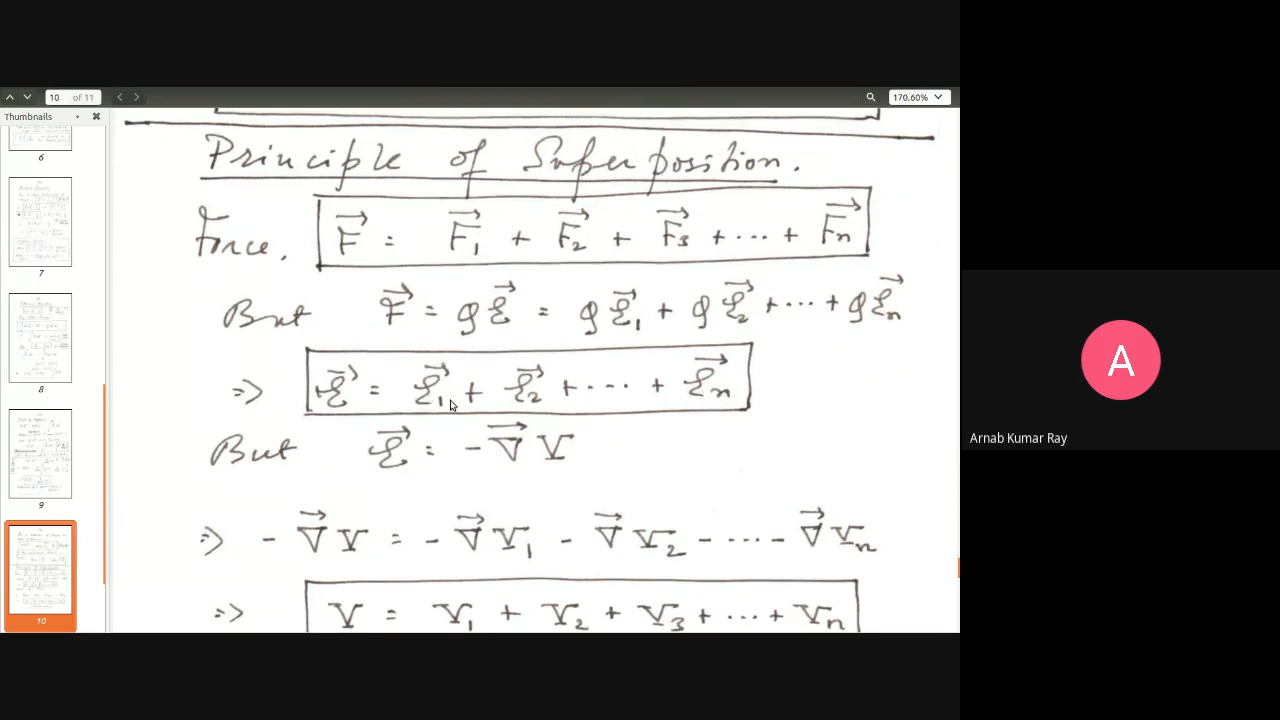 10 of 11
170.60%
Thumbnails
6
7
8
9
10
Principle of Superposition.
Force. F⃗ = F⃗₁ + F⃗₂ + F⃗₃ + ... + F⃗n
But F⃗ = QE⃗ = QE⃗₁ + QE⃗₂ + ... + QE⃗n
=> E⃗ = E⃗₁ + E⃗₂ + ... + E⃗n
But E⃗ = -∇⃗V
=> -∇⃗V = -∇⃗V₁ - ∇⃗V₂ - ... - ∇⃗Vn
=> V = V₁ + V₂ + V₃ + ... + Vn
A
Arnab Kumar Ray